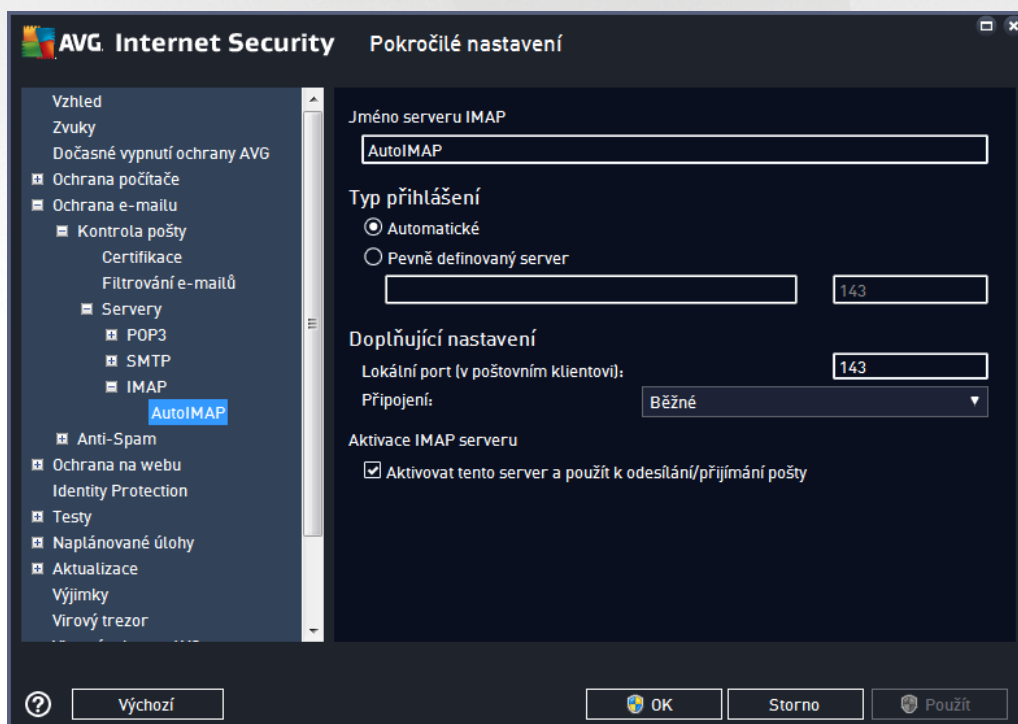 AVG. Internet Security Pokročilé nastavení
Vzhled
Zvuky
Dočasné vypnutí ochrany AVG
Ochrana počítače
Ochrana e-mailu
Kontrola pošty
Certifikace
Filtrování e-mailů
Servery
POP3
SMTP
IMAP
AutoIMAP
Anti-Spam
Ochrana na webu
Identity Protection
Testy
Naplánované úlohy
Aktualizace
Výjimky
Virový trezor
Jméno serveru IMAP
AutoIMAP
Typ přihlášení
Automatické
Pevně definovaný server
143
Doplňující nastavení
Lokální port (v poštovním klientovi): 143
Připojení: Běžné
Aktivace IMAP serveru
Aktivovat tento server a použít k odesílání/přijímání pošty
? Výchozí OK Storno Použít